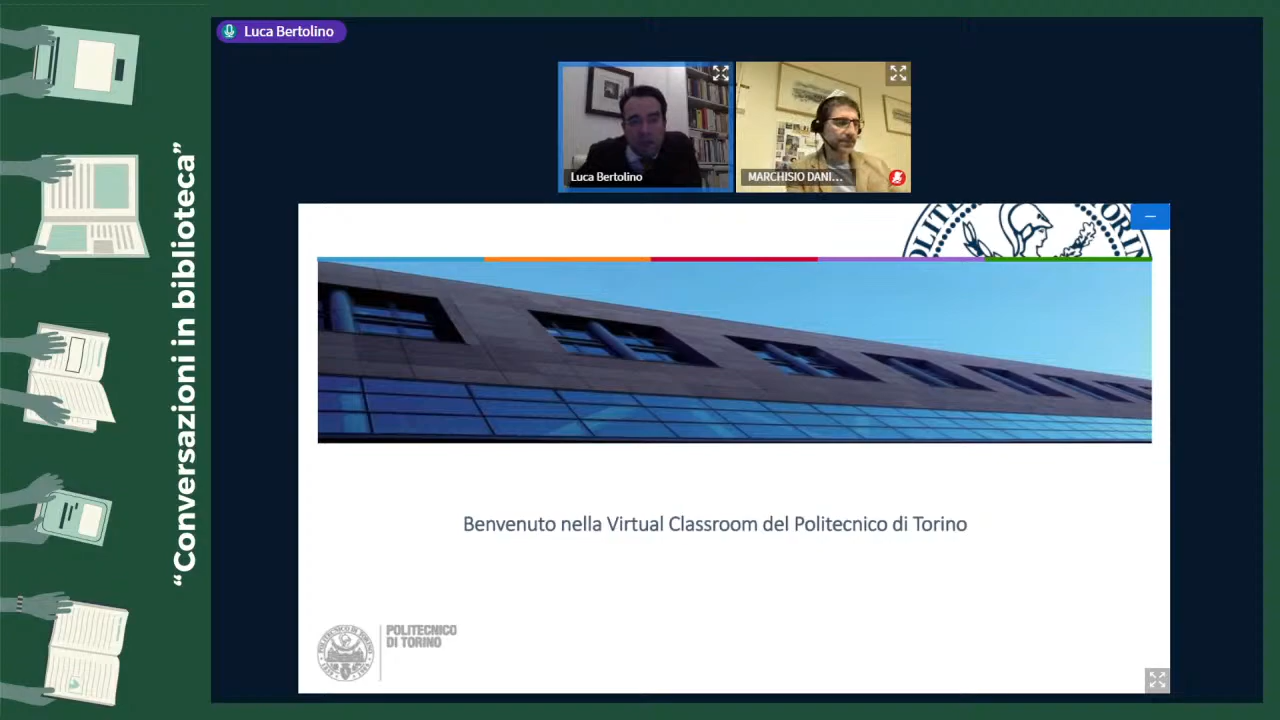 Luca Bertolino
Luca Bertolino
MARCHISIO DANI...
“Conversazioni in biblioteca”
POLITECNICO
DI TORINO
Benvenuto nella Virtual Classroom del Politecnico di Torino